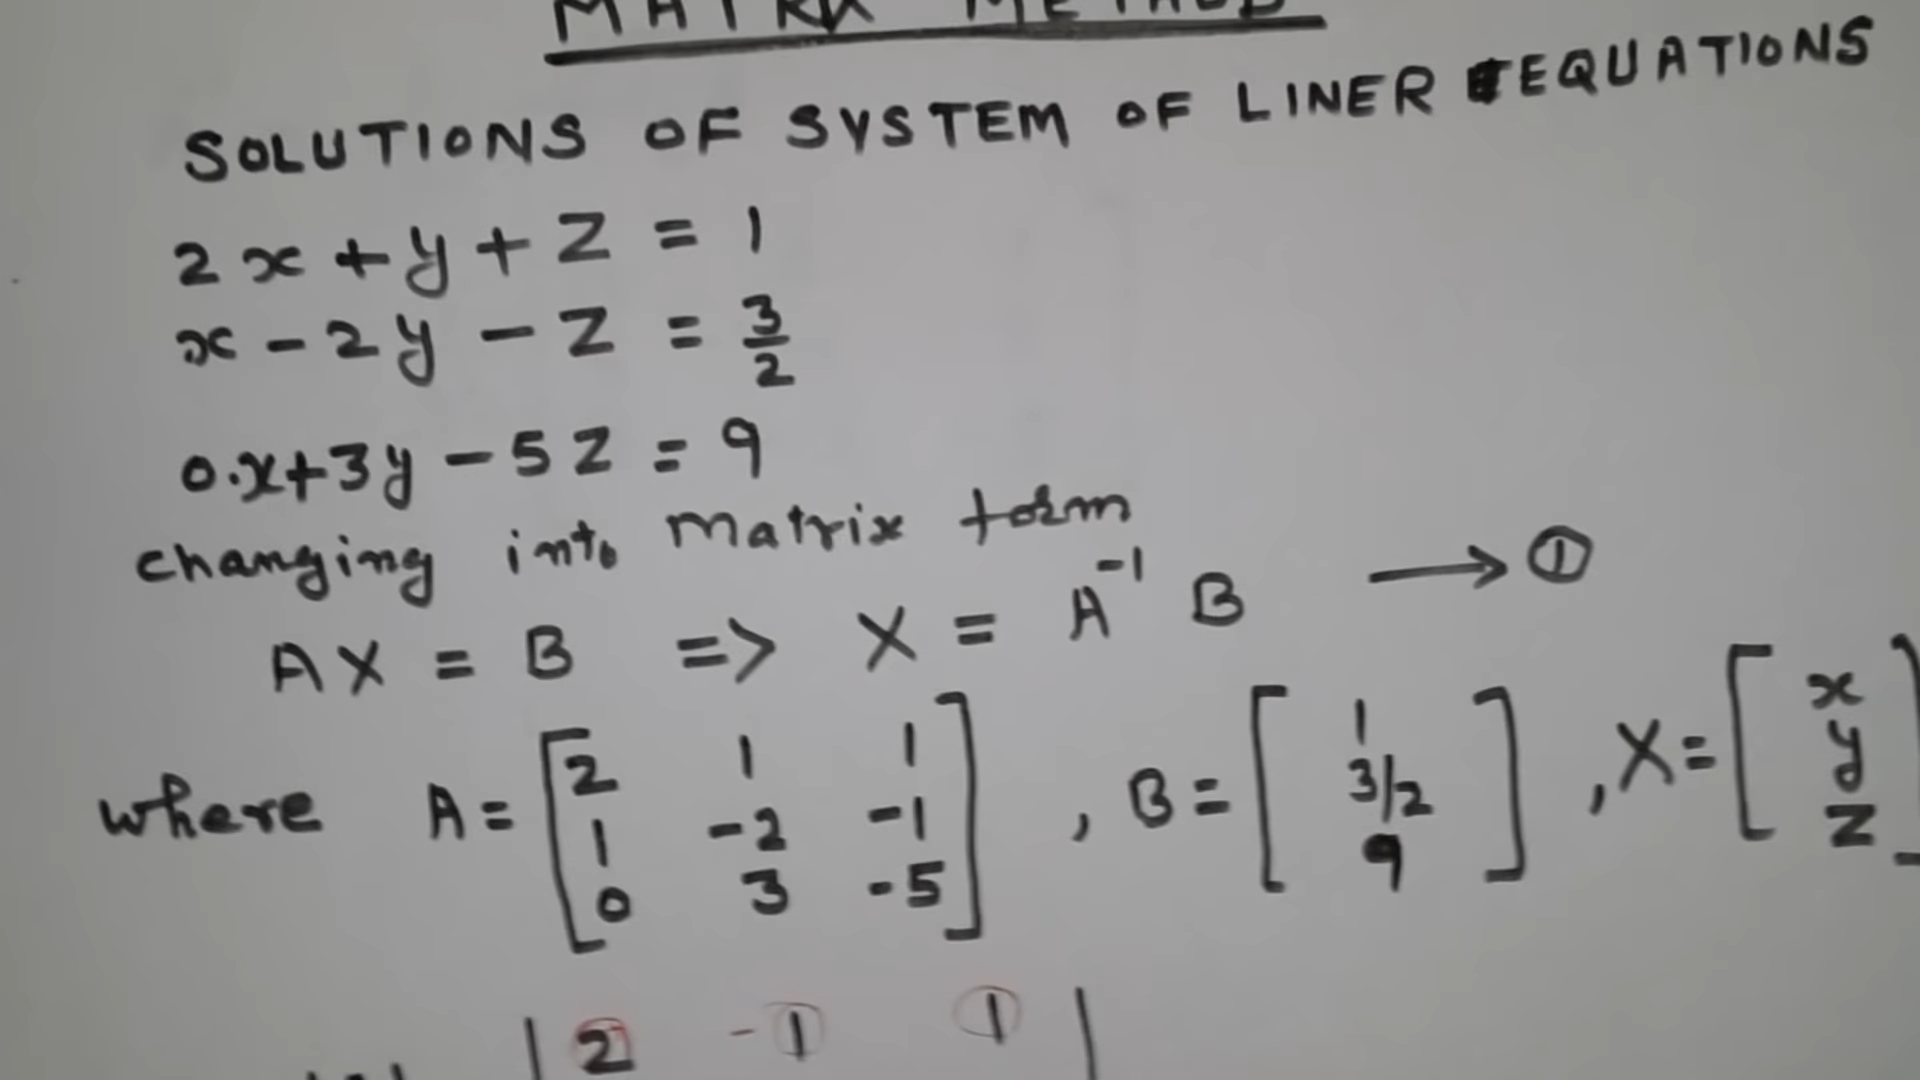 MATRIX METHOD
SOLUTIONS OF SYSTEM OF LINER EQUATIONS
2x + y + Z = 1
x - 2y - Z = 3/2
0.x+3y - 5Z = 9
changing into Matrix form
AX = B => X = A⁻¹ B → ①
where A = [2 1 1; 1 -2 -1; 0 3 -5], B = [1; 3/2; 9], X = [x; y; z]
| 2 - 1 1 |